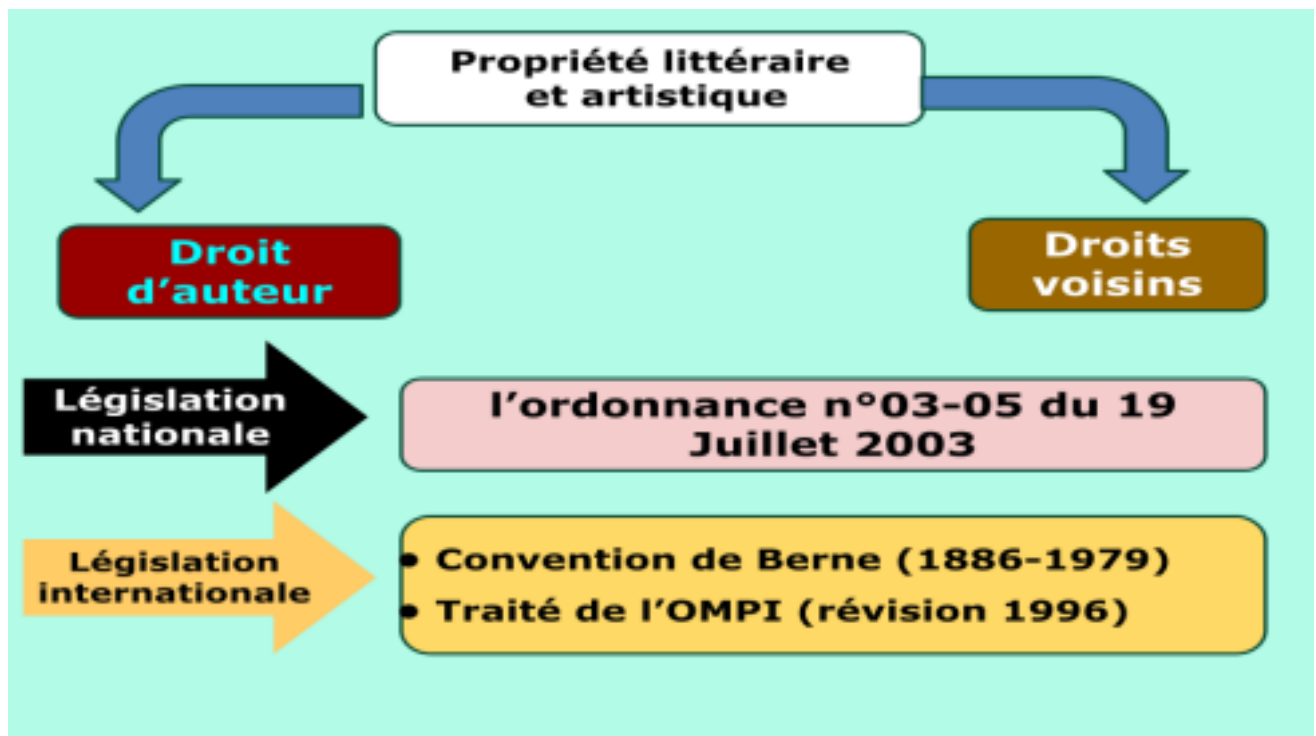 Propriété littéraire
et artistique
Droit
d’auteur
Droits
voisins
Législation
nationale
l’ordonnance n°03-05 du 19
Juillet 2003
Législation
internationale
• Convention de Berne (1886-1979)
• Traité de l’OMPI (révision 1996)